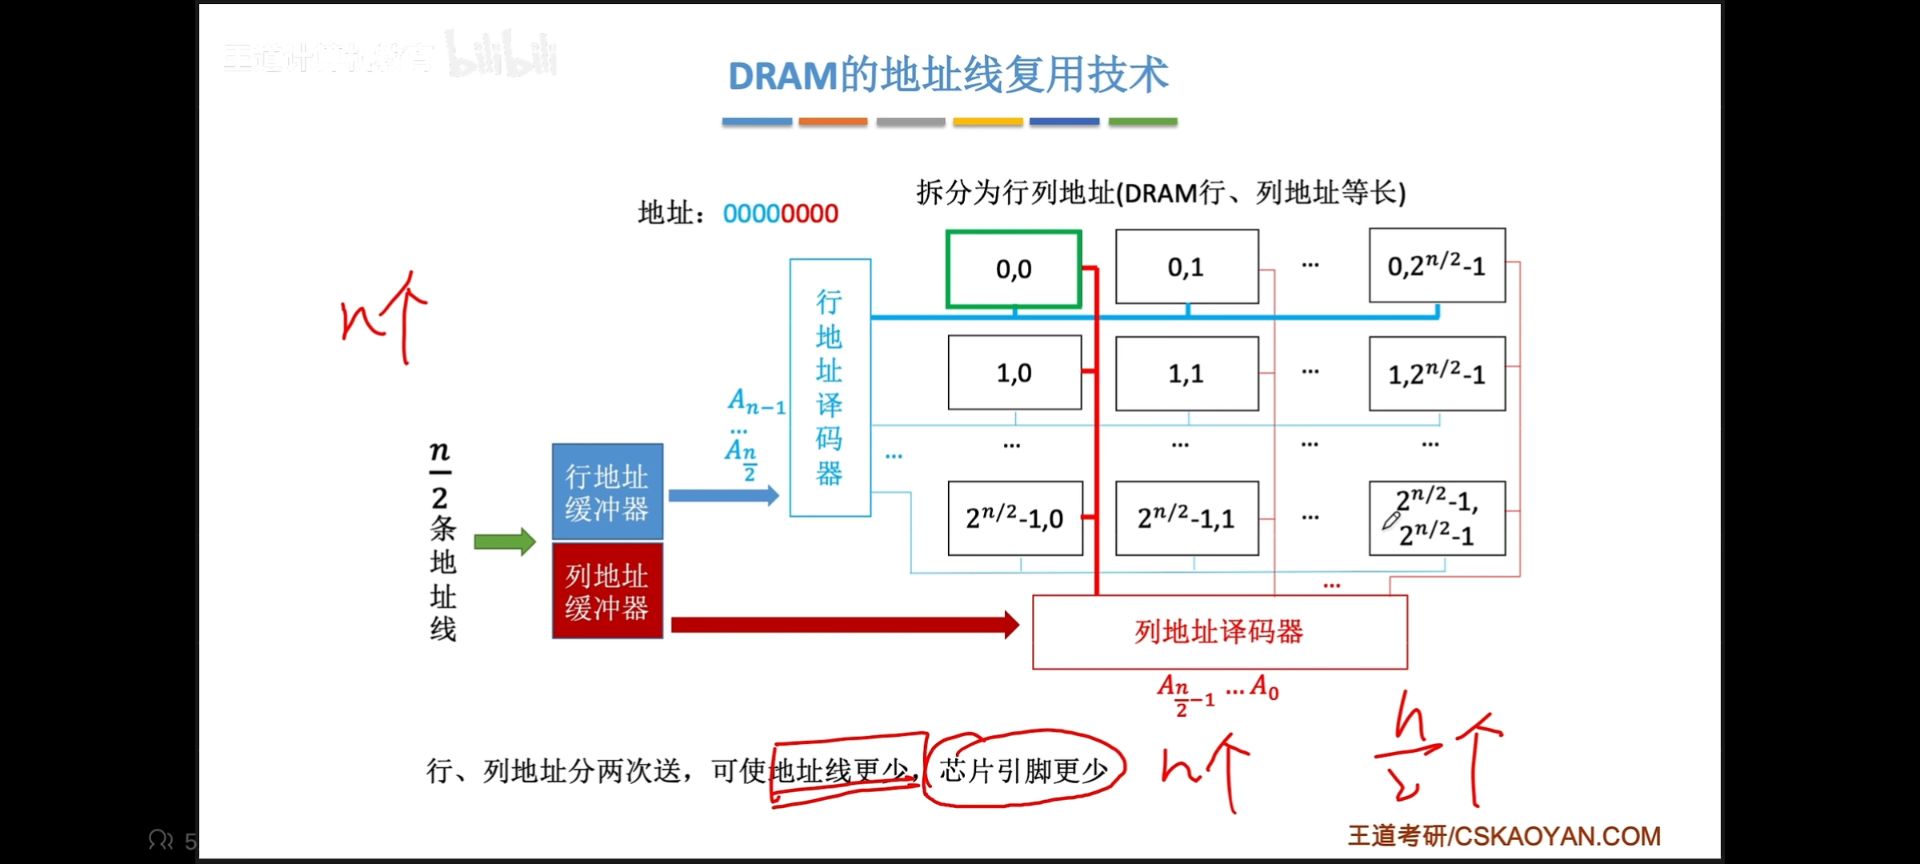 王道计算机教育 bilibili
DRAM的地址线复用技术
拆分为行列地址(DRAM行、列地址等长)
地址：00000000
0,0
0,1
...
0,2^{n/2}-1
n个
行地址译码器
1,0
1,1
...
1,2^{n/2}-1
A_{n-1}
...
A_{n/2}
...
...
...
...
...
n/2条地址线
行地址
缓冲器
2^{n/2}-1,0
2^{n/2}-1,1
...
2^{n/2}-1,
2^{n/2}-1
列地址
缓冲器
...
列地址译码器
A_{n/2-1} ...A_0
行、列地址分两次送，可使地址线更少，芯片引脚更少
n个
n/2个
王道考研/CSKAOYAN.COM
5